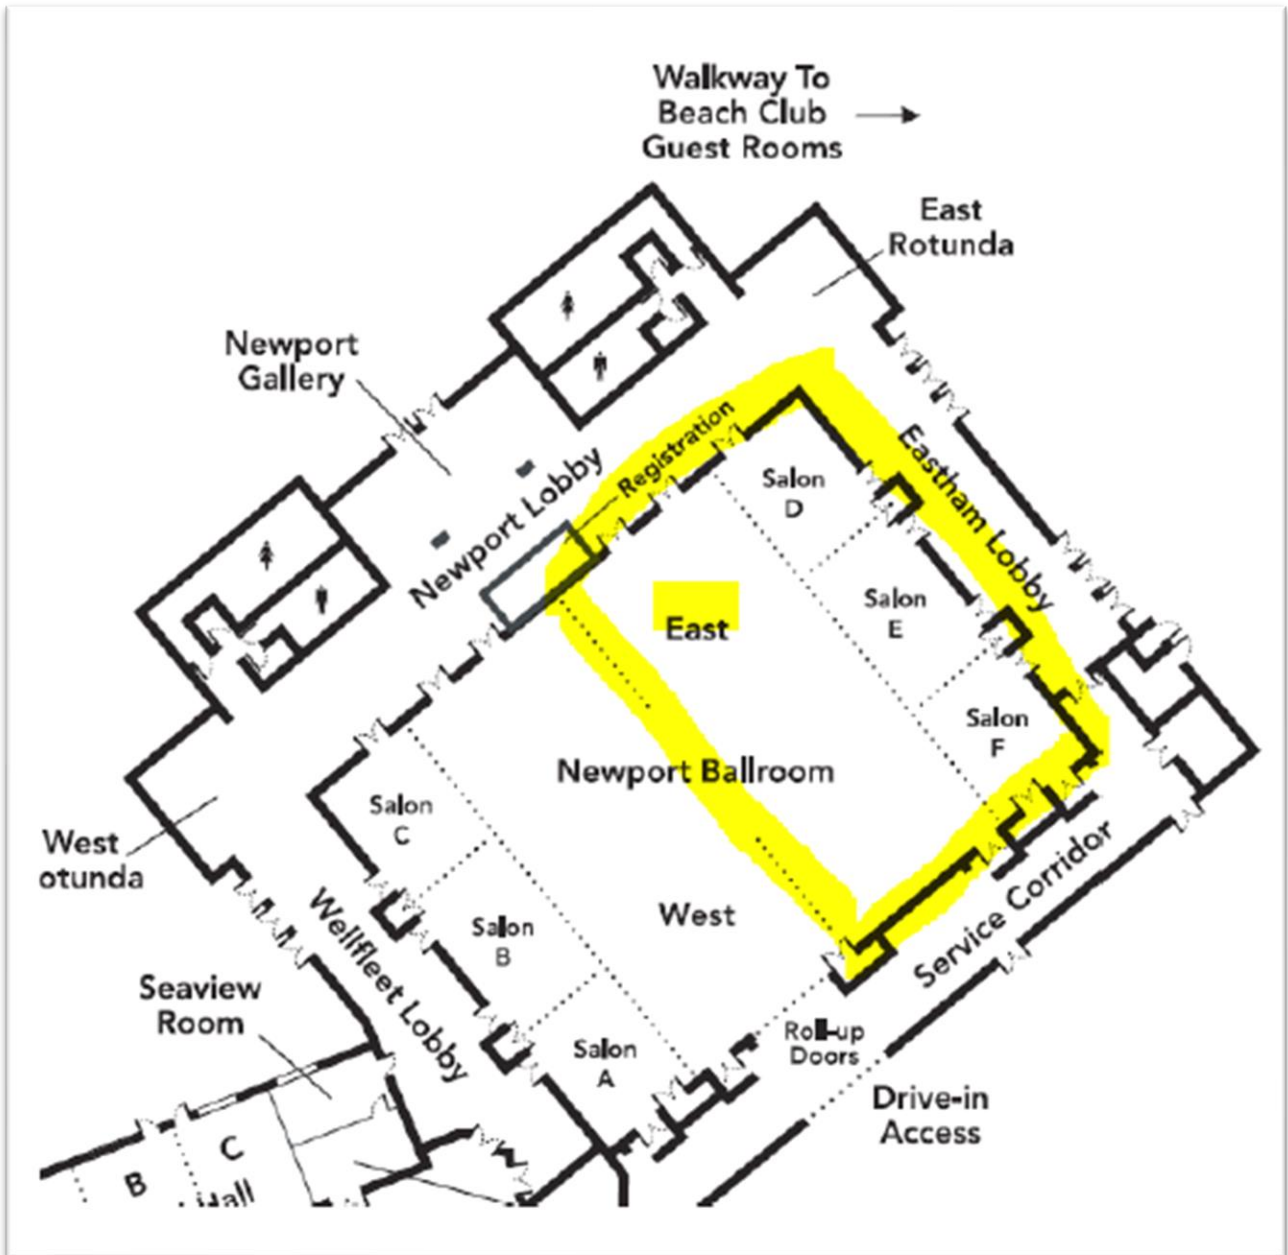 Walkway To
Beach Club
Guest Rooms
East
Rotunda
Newport
Gallery
Registration
Newport Lobby
Eastham Lobby
Salon
D
Salon
E
East
Salon
F
Newport Ballroom
Salon
C
West
otunda
West
Salon
B
Wellfleet Lobby
Service Corridor
Seaview
Room
Salon
A
Roll-up
Doors
Drive-in
Access
C
B
Hall